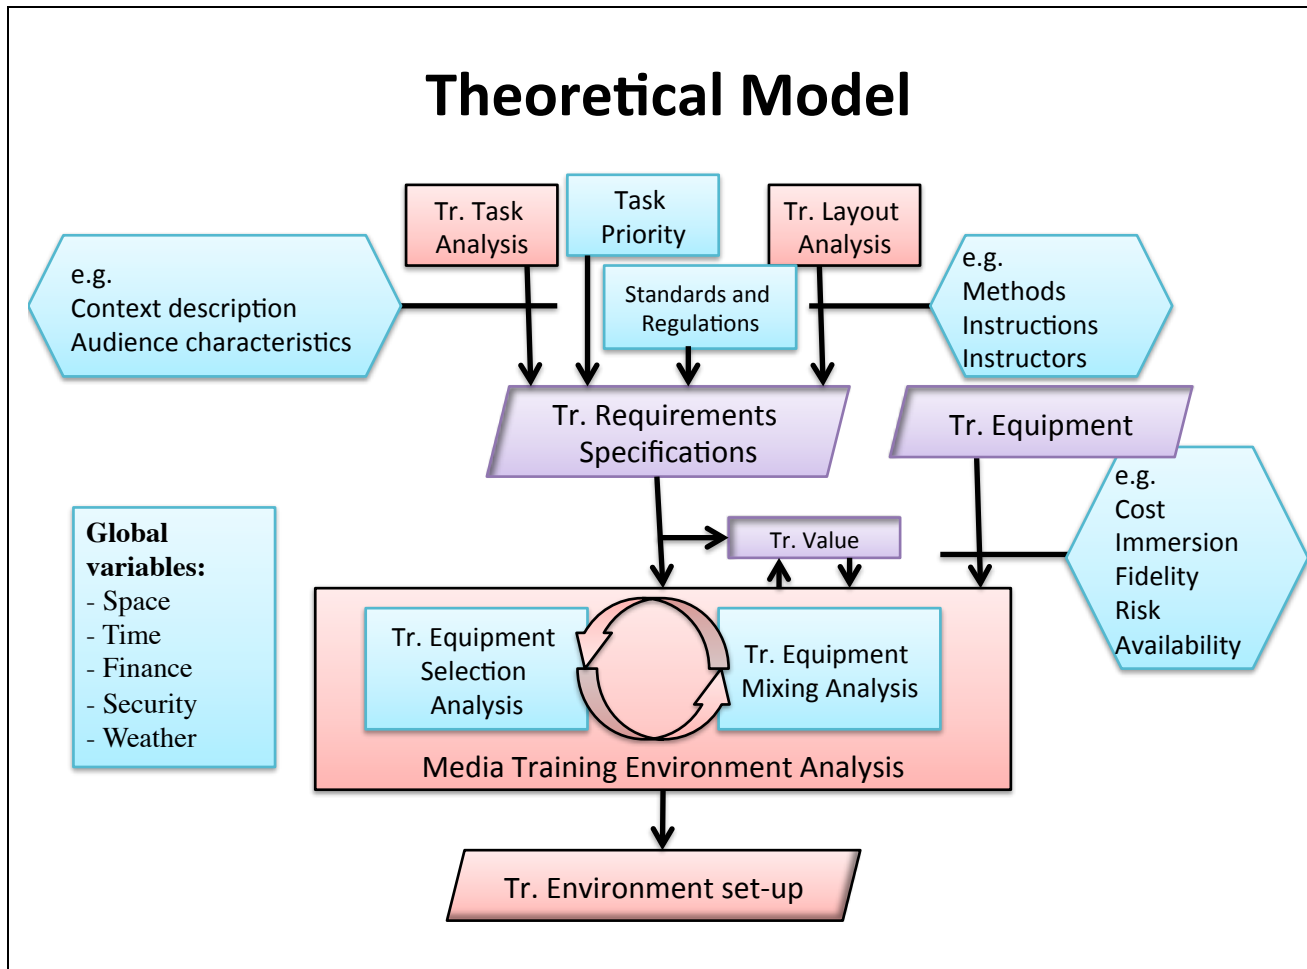 Theoretical Model
Tr. Task
Analysis
Task
Priority
Tr. Layout
Analysis
e.g.
Context description
Audience characteristics
Standards and
Regulations
e.g.
Methods
Instructions
Instructors
Tr. Requirements
Specifications
Tr. Equipment
e.g.
Cost
Immersion
Fidelity
Risk
Availability
Global
variables:
- Space
- Time
- Finance
- Security
- Weather
Tr. Value
Tr. Equipment
Selection
Analysis
Tr. Equipment
Mixing Analysis
Media Training Environment Analysis
Tr. Environment set-up